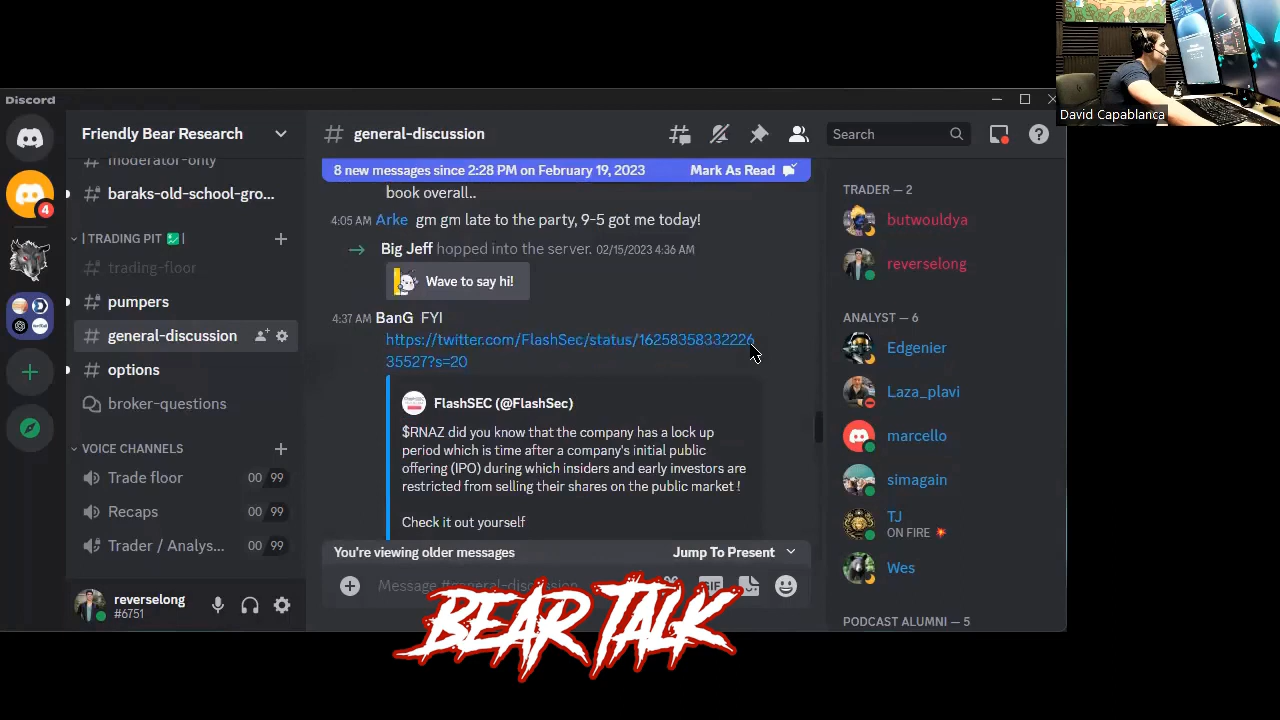 David Capablanca
Discord
Friendly Bear Research
general-discussion
Search
moderator-only
baraks-old-school-gro...
4
| TRADING PIT |
trading-floor
pumpers
general-discussion
options
broker-questions
VOICE CHANNELS
Trade floor 00 99
Recaps 00 99
Trader / Analys... 00 99
reverselong
#6751
8 new messages since 2:28 PM on February 19, 2023 Mark As Read
book overall..
4:05 AM Arke gm gm late to the party, 9-5 got me today!
Big Jeff hopped into the server. 02/15/2023 4:36 AM
Wave to say hi!
4:37 AM BanG FYI
https://twitter.com/FlashSec/status/16258358332226
35527?s=20
FlashSEC (@FlashSec)
$RNAZ did you know that the company has a lock up
period which is time after a company's initial public
offering (IPO) during which insiders and early investors are
restricted from selling their shares on the public market !
Check it out yourself
You're viewing older messages Jump To Present
Message #general-discussion
GIF
TRADER — 2
butwouldya
reverselong
ANALYST — 6
Edgenier
Laza_plavi
marcello
simagain
TJ
ON FIRE
Wes
PODCAST ALUMNI — 5
BEAR TALK